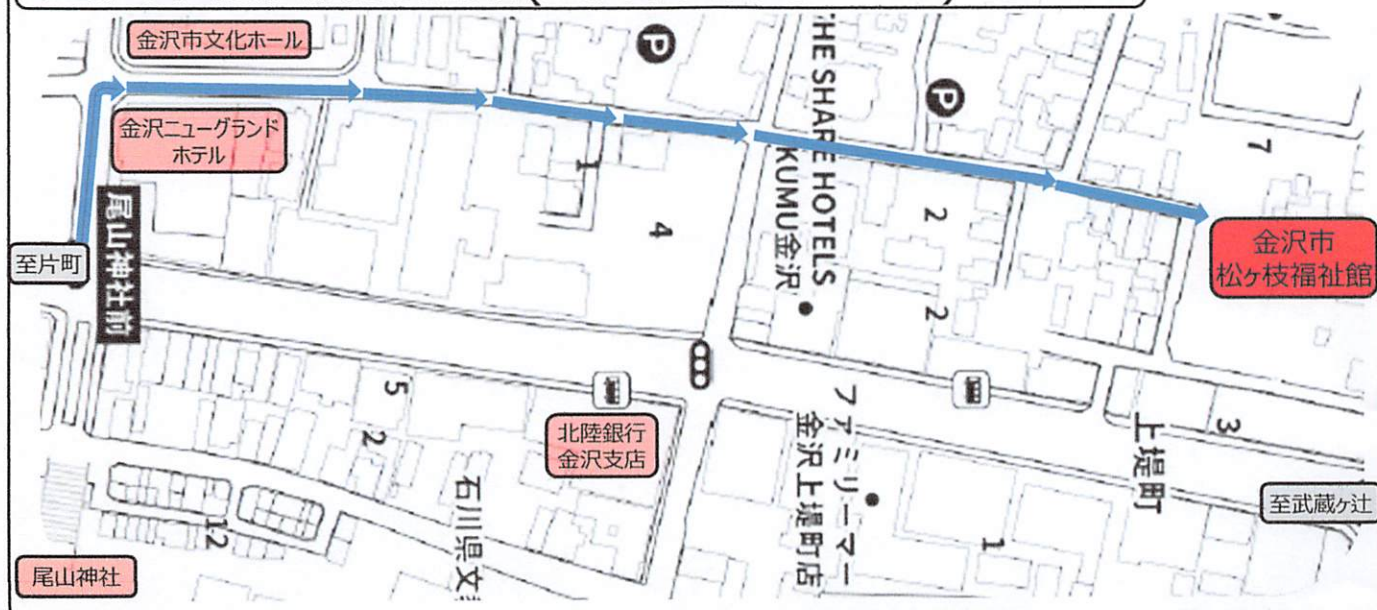 金沢市文化ホール
金沢ニューグランド
ホテル
至片町
尾山神社前
P
P
THE SHARE HOTELS
KUMU金沢
1
4
2
2
7
金沢市
松ヶ枝福祉館
5
2
12
北陸銀行
金沢支店
石川県文
ファミリーマー
金沢上堤町店
上堤町
3
1
至武蔵ヶ辻
尾山神社